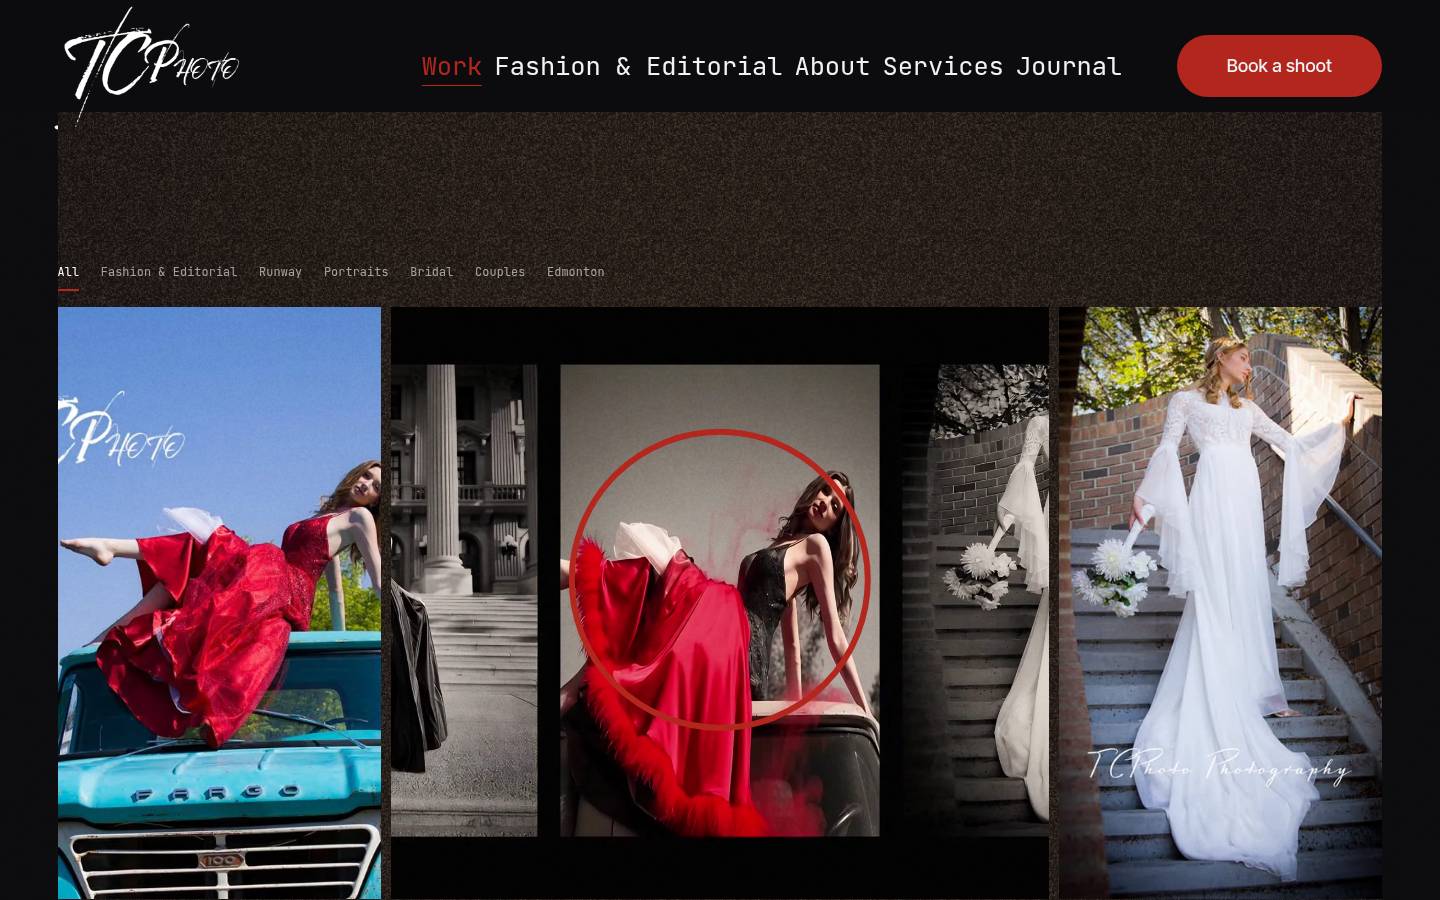 TCPHOTO
Work Fashion & Editorial About Services Journal
Book a shoot
All Fashion & Editorial Runway Portraits Bridal Couples Edmonton
CPHOTO
FARGO
100
TCPhoto Photography